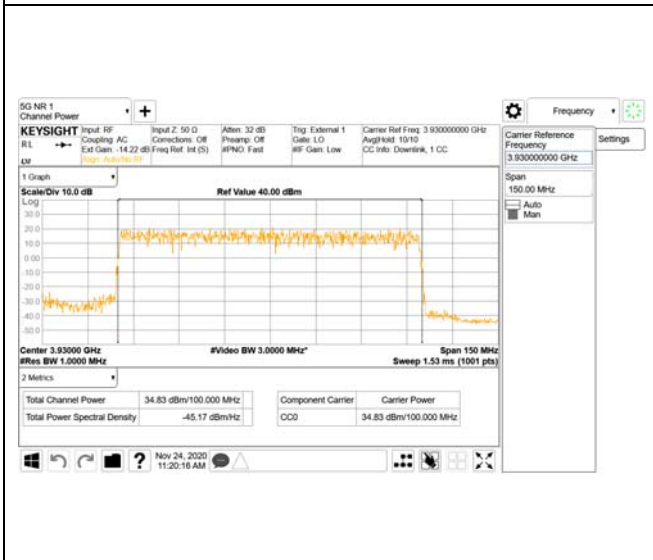 5G NR 1
Channel Power
Frequency
KEYSIGHT
RL
Input: RF
Coupling: AC
Ext Gain: -14.22 dB
Align: Auto/No RF
Input Z: 50 Ω
Corrections: Off
Freq Ref: Int (S)
Atten: 32 dB
Preamp: Off
#PNO: Fast
Trig: External 1
Gate: LO
#IF Gain: Low
Carrier Ref Freq: 3.930000000 GHz
Avg|Hold: 10/10
CC Info: Downlink, 1 CC
Carrier Reference
Frequency
3.930000000 GHz
Settings
Span
150.00 MHz
Auto
Man
1 Graph
Scale/Div 10.0 dB
Ref Value 40.00 dBm
Log
30.0
20.0
10.0
0.00
-10.0
-20.0
-30.0
-40.0
-50.0
Center 3.93000 GHz
#Video BW 3.0000 MHz*
Span 150 MHz
#Res BW 1.0000 MHz
Sweep 1.53 ms (1001 pts)
2 Metrics
Total Channel Power 34.83 dBm/100.000 MHz
Total Power Spectral Density -45.17 dBm/Hz
Component Carrier Carrier Power
CC0 34.83 dBm/100.000 MHz
?
Nov 24, 2020
11:20:16 AM